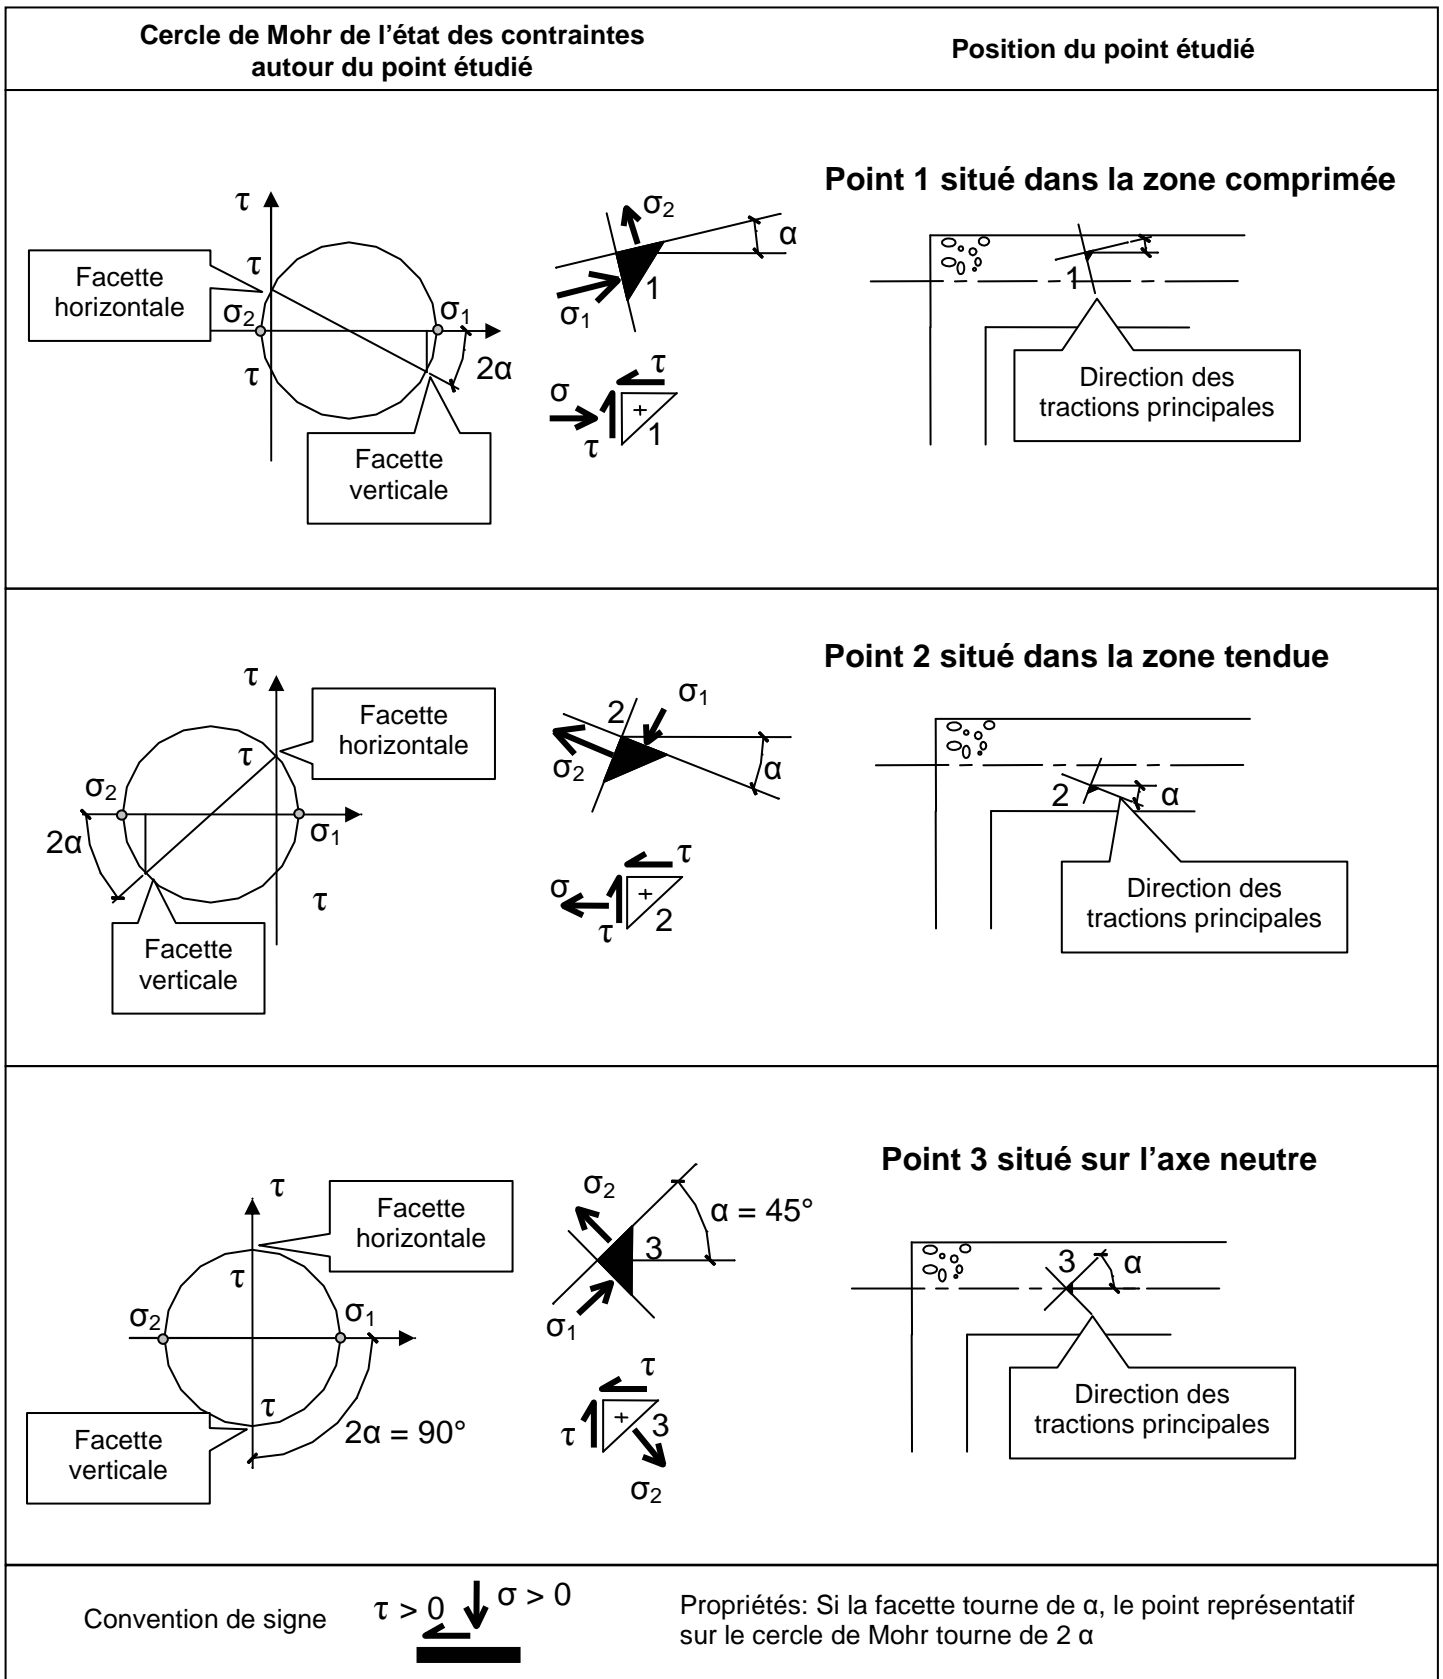 Cercle de Mohr de l'état des contraintes
autour du point étudié
Position du point étudié
Point 1 situé dans la zone comprimée
τ
τ
Facette
horizontale
σ2
σ1
τ
2α
Facette
verticale
σ2
α
1
σ1
τ
σ
τ
1
1
Direction des
tractions principales
Point 2 situé dans la zone tendue
τ
Facette
horizontale
τ
σ2
σ1
2α
τ
Facette
verticale
2
σ1
σ2
α
τ
σ
τ
2
2
α
Direction des
tractions principales
Point 3 situé sur l'axe neutre
τ
Facette
horizontale
τ
σ2
σ1
τ
2α = 90°
Facette
verticale
σ2
α = 45°
3
σ1
τ
τ
3
σ2
3
α
Direction des
tractions principales
Convention de signe
τ > 0
σ > 0
Propriétés: Si la facette tourne de α, le point représentatif
sur le cercle de Mohr tourne de 2 α